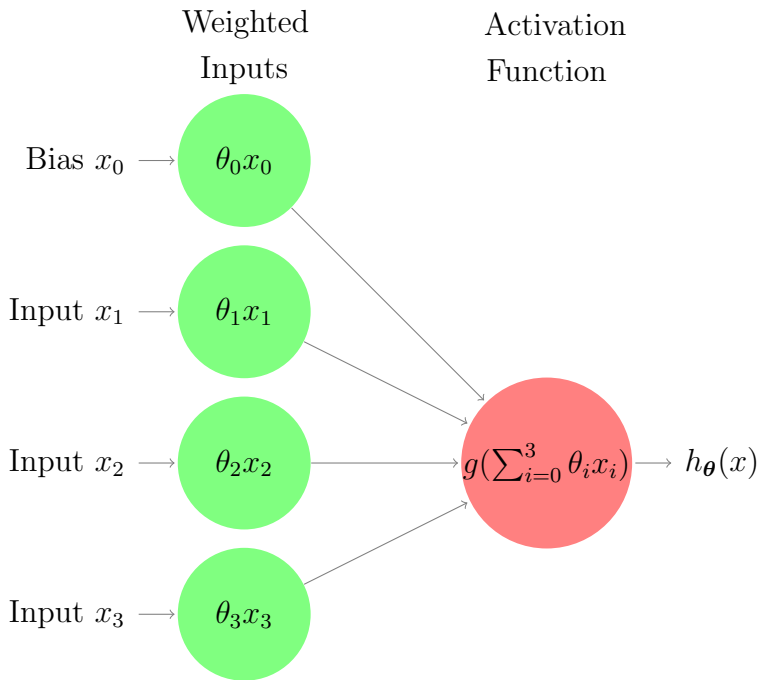 Weighted
Inputs
Activation
Function
Bias x₀
θ₀x₀
Input x₁
θ₁x₁
Input x₂
θ₂x₂
g(∑³ᵢ₌₀ θᵢxᵢ)
h_𝜽(x)
Input x₃
θ₃x₃